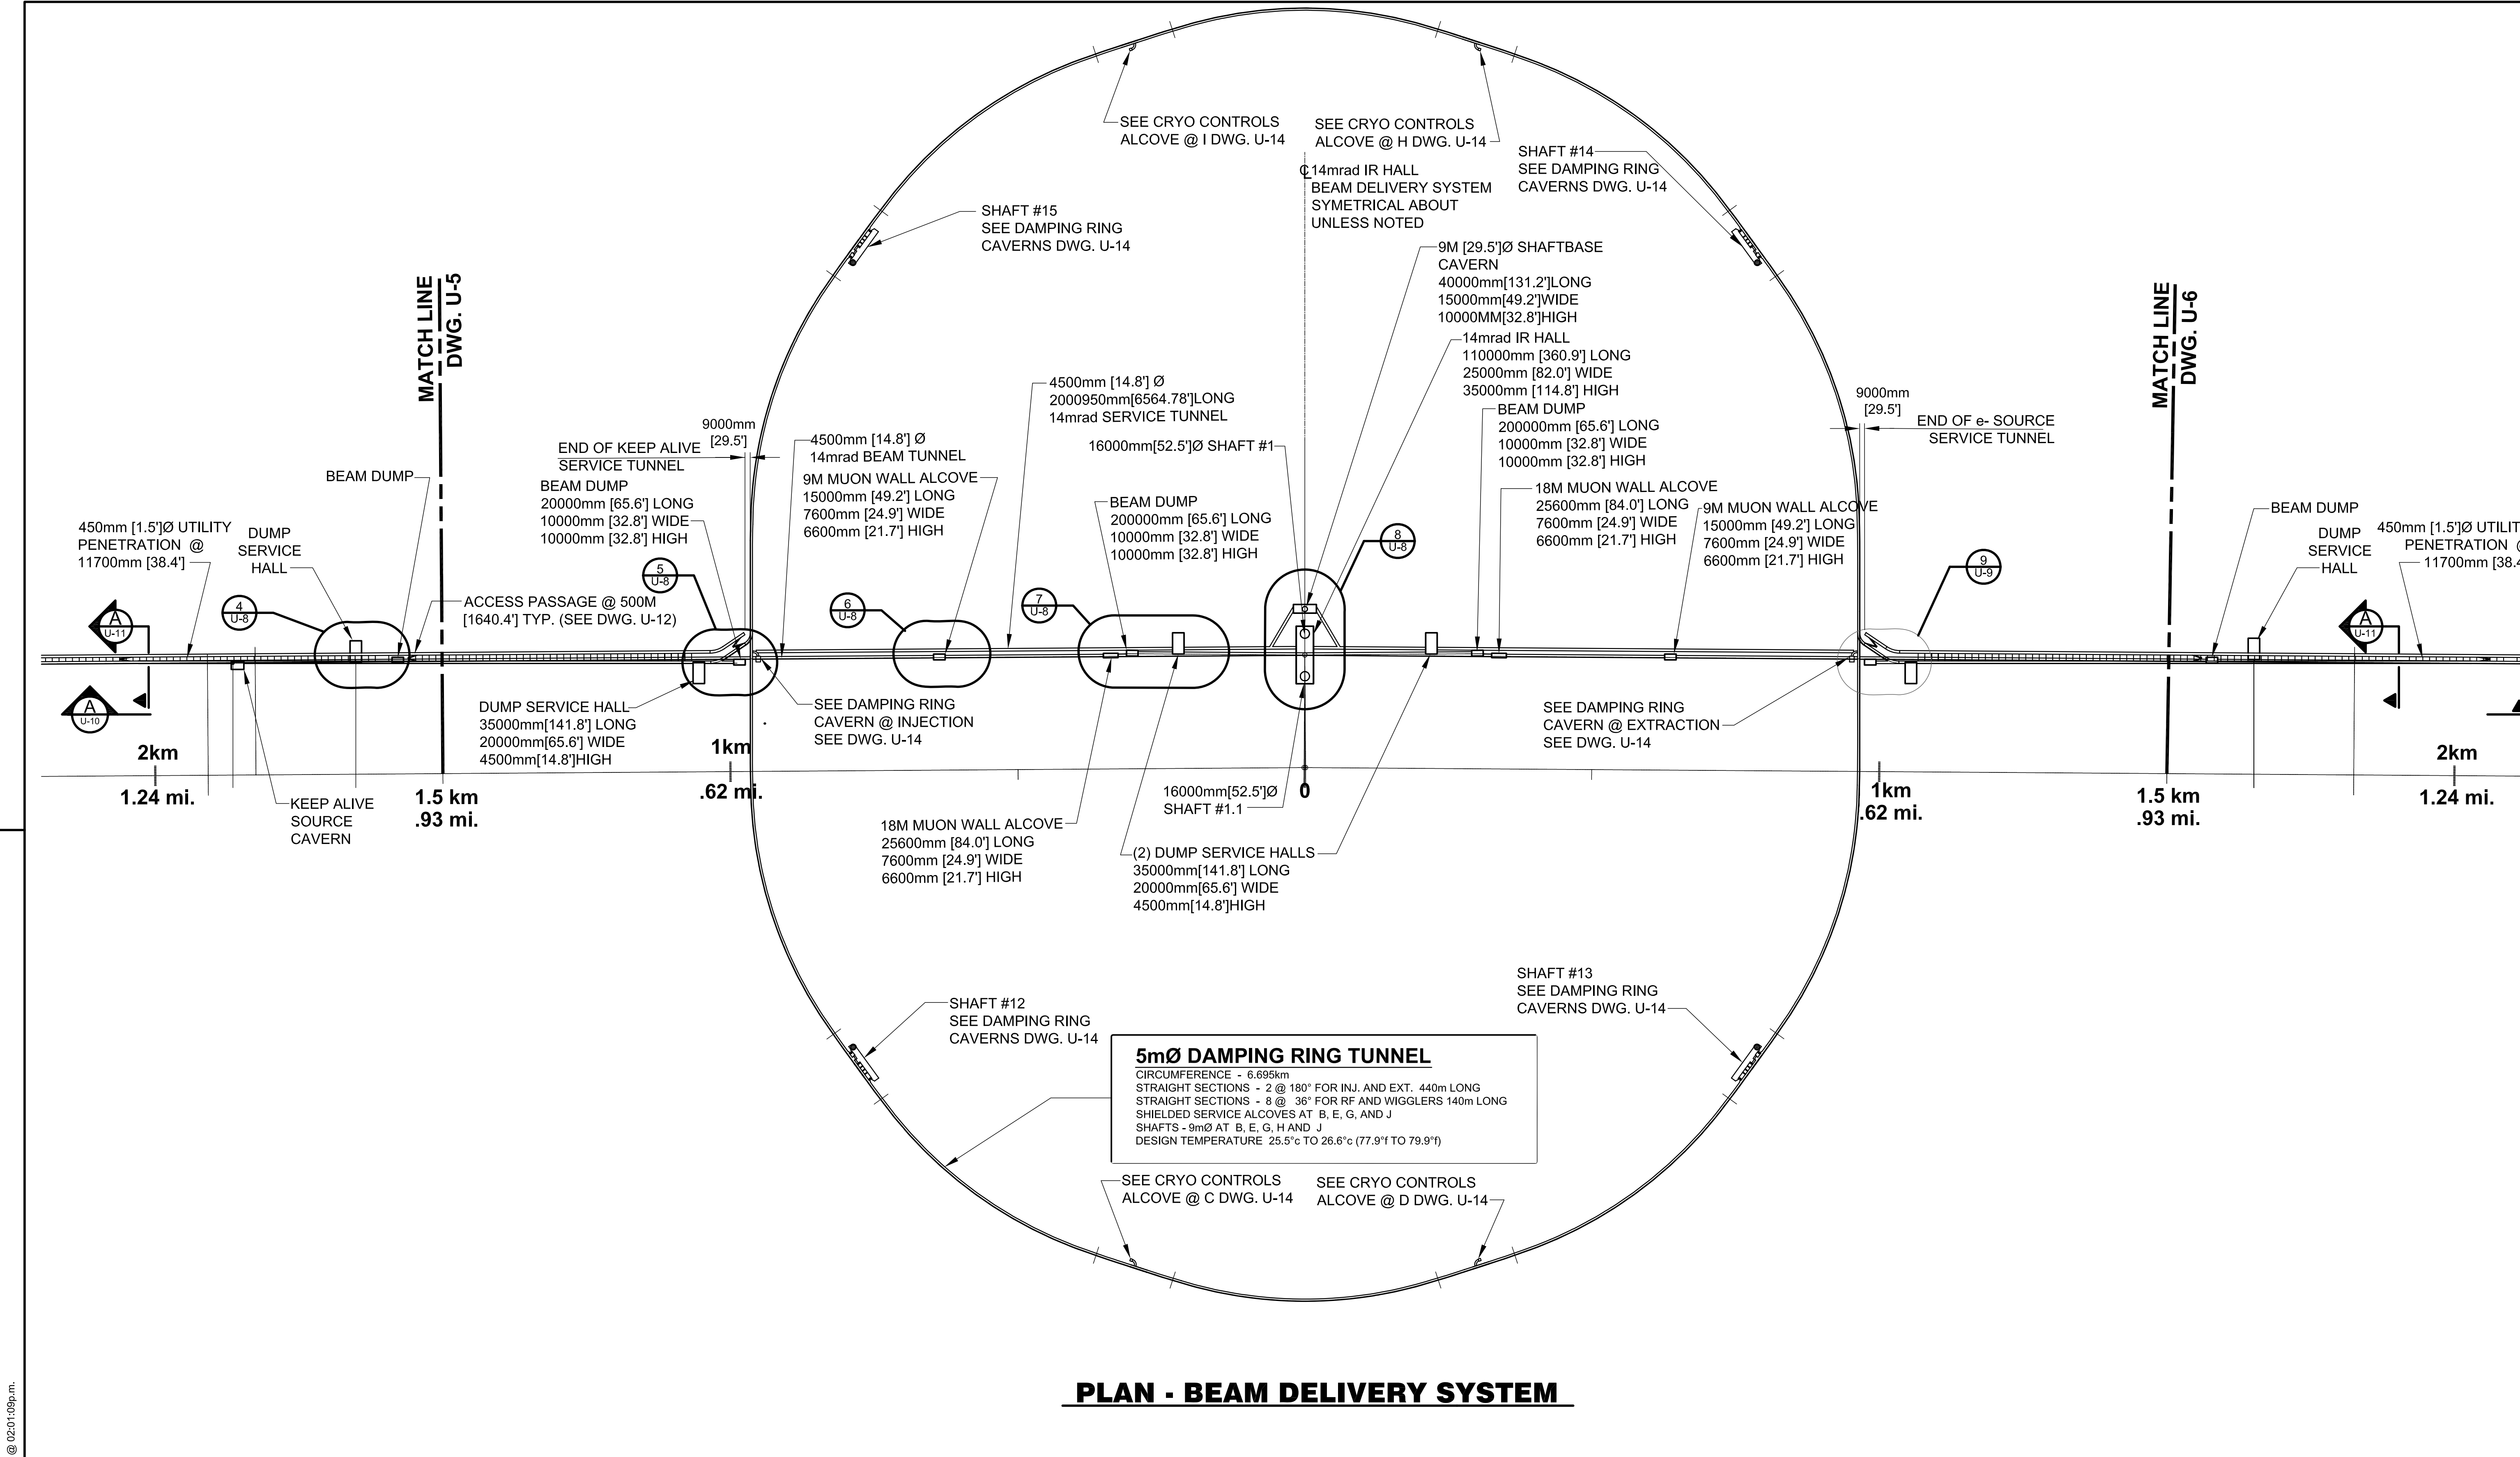 SEE CRYO CONTROLS
ALCOVE @ I DWG. U-14
SEE CRYO CONTROLS
ALCOVE @ H DWG. U-14
SHAFT #14
SEE DAMPING RING
CAVERNS DWG. U-14
℄ 14mrad IR HALL
BEAM DELIVERY SYSTEM
SYMETRICAL ABOUT
UNLESS NOTED
SHAFT #15
SEE DAMPING RING
CAVERNS DWG. U-14
9M [29.5']Ø SHAFTBASE
CAVERN
40000mm[131.2']LONG
15000mm[49.2']WIDE
10000MM[32.8']HIGH
MATCH LINE
DWG. U-5
MATCH LINE
DWG. U-6
14mrad IR HALL
110000mm [360.9'] LONG
25000mm [82.0'] WIDE
35000mm [114.8'] HIGH
4500mm [14.8'] Ø
2000950mm[6564.78']LONG
14mrad SERVICE TUNNEL
9000mm
[29.5']
9000mm
[29.5']
BEAM DUMP
200000mm [65.6'] LONG
10000mm [32.8'] WIDE
10000mm [32.8'] HIGH
END OF e- SOURCE
SERVICE TUNNEL
END OF KEEP ALIVE
SERVICE TUNNEL
4500mm [14.8'] Ø
14mrad BEAM TUNNEL
16000mm[52.5']Ø SHAFT #1
BEAM DUMP
BEAM DUMP
20000mm [65.6'] LONG
10000mm [32.8'] WIDE
10000mm [32.8'] HIGH
9M MUON WALL ALCOVE
15000mm [49.2'] LONG
7600mm [24.9'] WIDE
6600mm [21.7'] HIGH
BEAM DUMP
200000mm [65.6'] LONG
10000mm [32.8'] WIDE
10000mm [32.8'] HIGH
18M MUON WALL ALCOVE
25600mm [84.0'] LONG
7600mm [24.9'] WIDE
6600mm [21.7'] HIGH
9M MUON WALL ALCOVE
15000mm [49.2'] LONG
7600mm [24.9'] WIDE
6600mm [21.7'] HIGH
BEAM DUMP
450mm [1.5']Ø UTILITY
PENETRATION @
11700mm [38.4']
DUMP
SERVICE
HALL
DUMP
SERVICE
HALL
450mm [1.5']Ø UTILIT
PENETRATION @
11700mm [38.4
5
U-8
8
U-8
9
U-9
4
U-8
6
U-8
7
U-8
A
U-11
A
U-11
A
U-10
ACCESS PASSAGE @ 500M
[1640.4'] TYP. (SEE DWG. U-12)
DUMP SERVICE HALL
35000mm[141.8'] LONG
20000mm[65.6'] WIDE
4500mm[14.8']HIGH
SEE DAMPING RING
CAVERN @ INJECTION
SEE DWG. U-14
SEE DAMPING RING
CAVERN @ EXTRACTION
SEE DWG. U-14
2km
1.24 mi.
1.5 km
.93 mi.
1km
.62 mi.
0
1km
.62 mi.
1.5 km
.93 mi.
2km
1.24 mi.
KEEP ALIVE
SOURCE
CAVERN
16000mm[52.5']Ø
SHAFT #1.1
18M MUON WALL ALCOVE
25600mm [84.0'] LONG
7600mm [24.9'] WIDE
6600mm [21.7'] HIGH
(2) DUMP SERVICE HALLS
35000mm[141.8'] LONG
20000mm[65.6'] WIDE
4500mm[14.8']HIGH
SHAFT #12
SEE DAMPING RING
CAVERNS DWG. U-14
SHAFT #13
SEE DAMPING RING
CAVERNS DWG. U-14
5mØ DAMPING RING TUNNEL
CIRCUMFERENCE - 6.695km
STRAIGHT SECTIONS - 2 @ 180° FOR INJ. AND EXT. 440m LONG
STRAIGHT SECTIONS - 8 @ 36° FOR RF AND WIGGLERS 140m LONG
SHIELDED SERVICE ALCOVES AT B, E, G, AND J
SHAFTS - 9mØ AT B, E, G, H AND J
DESIGN TEMPERATURE 25.5°c TO 26.6°c (77.9°f TO 79.9°f)
SEE CRYO CONTROLS
ALCOVE @ C DWG. U-14
SEE CRYO CONTROLS
ALCOVE @ D DWG. U-14
PLAN - BEAM DELIVERY SYSTEM
@ 02:01:09p.m.